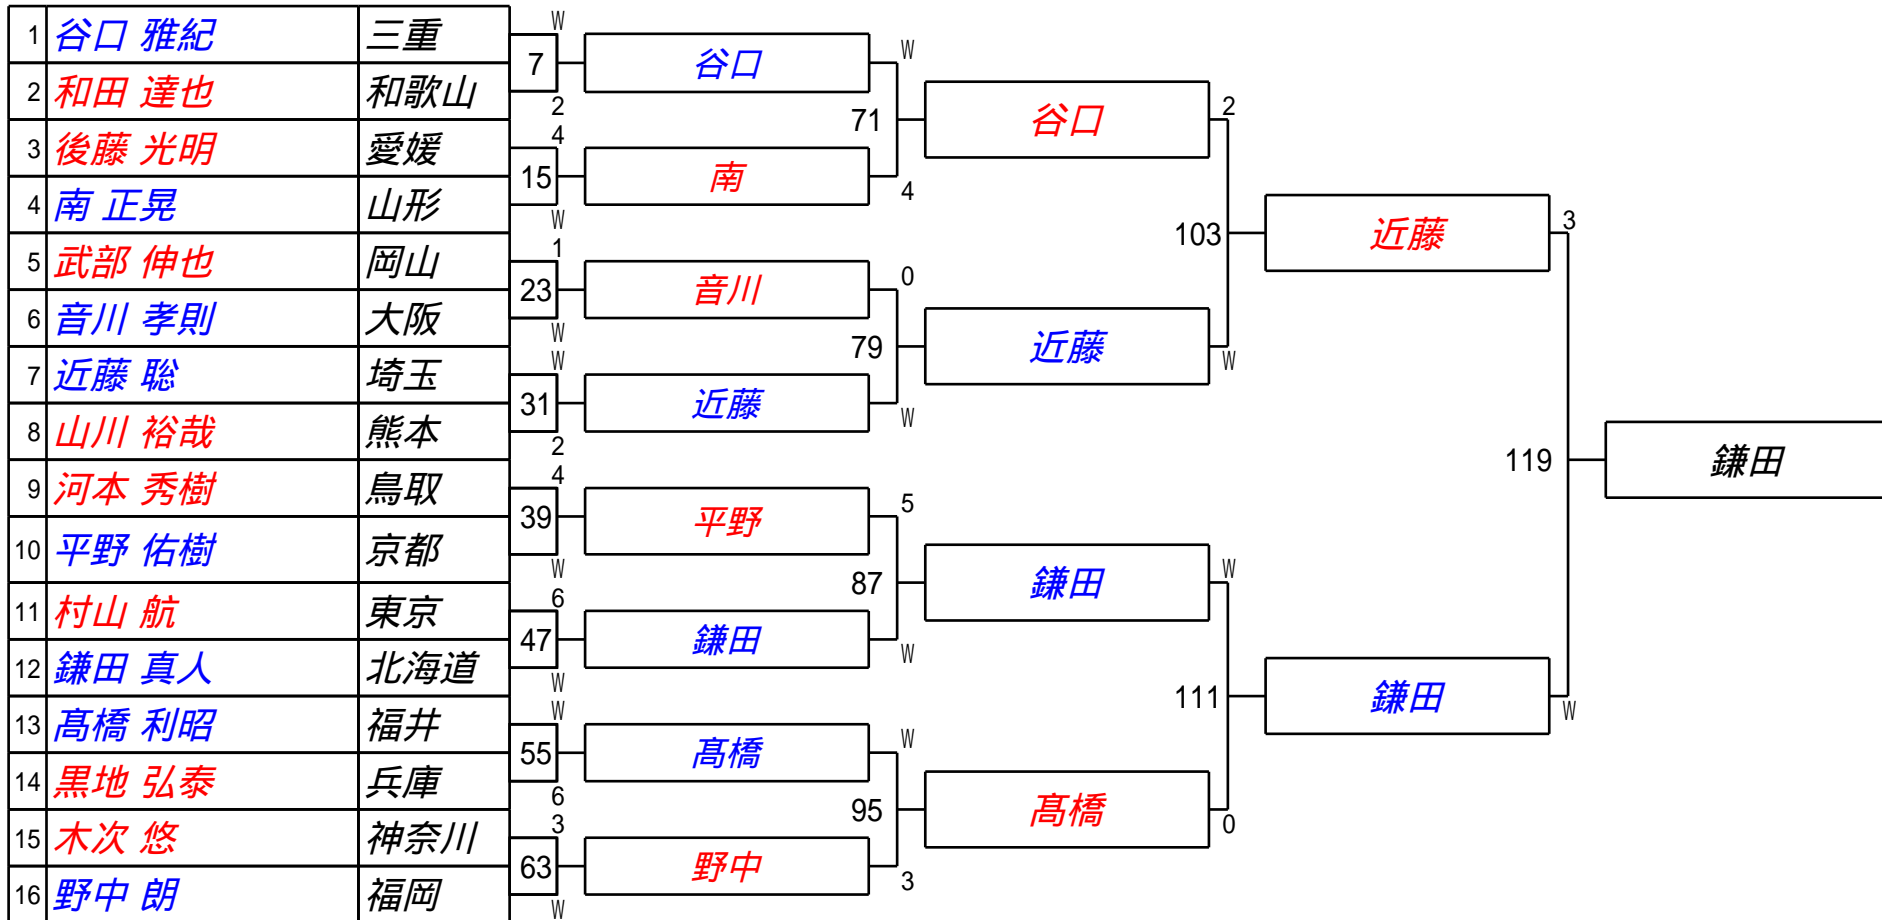 1 谷口 雅紀 三重
2 和田 達也 和歌山
3 後藤 光明 愛媛
4 南 正晃 山形
5 武部 伸也 岡山
6 音川 孝則 大阪
7 近藤 聡 埼玉
8 山川 裕哉 熊本
9 河本 秀樹 鳥取
10 平野 佑樹 京都
11 村山 航 東京
12 鎌田 真人 北海道
13 髙橋 利昭 福井
14 黒地 弘泰 兵庫
15 木次 悠 神奈川
16 野中 朗 福岡
W
7
2
4
15
W
1
23
W
W
31
2
4
39
W
6
47
W
W
55
6
3
63
W
谷口
南
音川
近藤
平野
鎌田
髙橋
野中
W
71
4
0
79
W
5
87
W
W
95
3
谷口
近藤
鎌田
髙橋
2
103
W
W
111
0
近藤
鎌田
3
119
W
鎌田